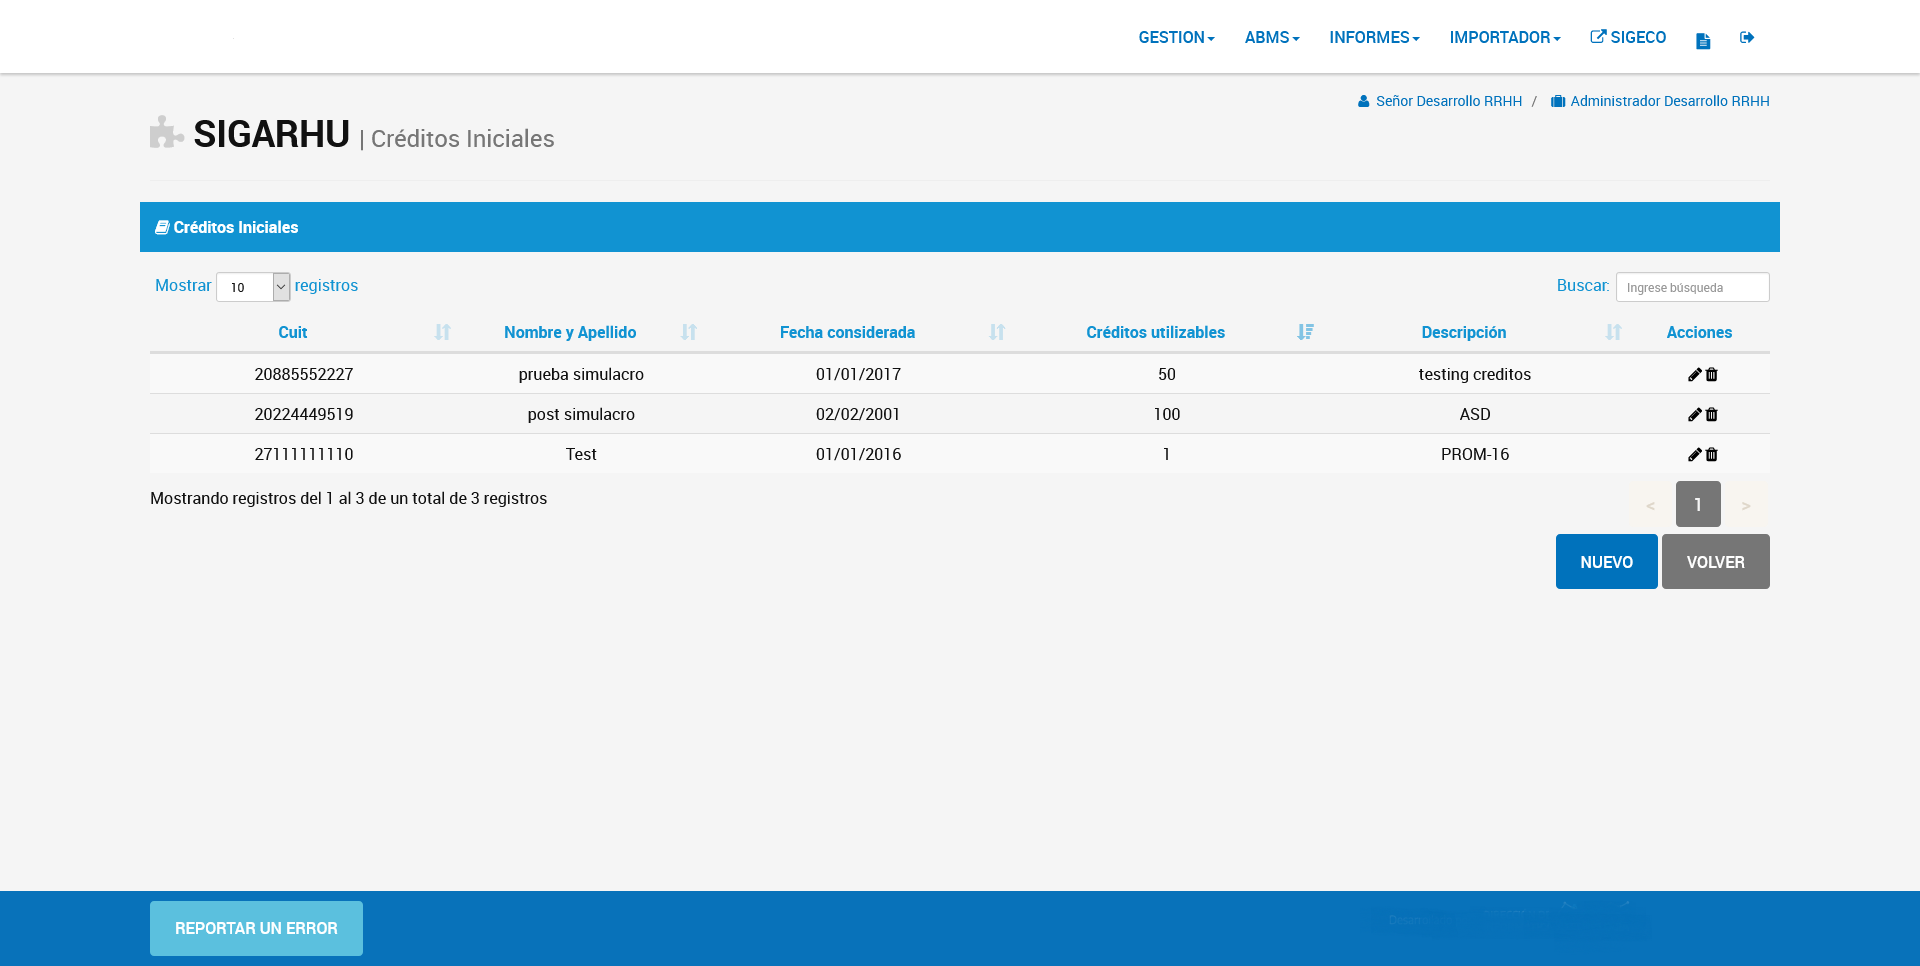 GESTION ABMS INFORMES IMPORTADOR SIGECO
Señor Desarrollo RRHH / Administrador Desarrollo RRHH
SIGARHU | Créditos Iniciales
Créditos Iniciales
Mostrar 10 registros Buscar: Ingrese búsqueda
Cuit Nombre y Apellido Fecha considerada Créditos utilizables Descripción Acciones
20885552227 prueba simulacro 01/01/2017 50 testing creditos
20224449519 post simulacro 02/02/2001 100 ASD
27111111110 Test 01/01/2016 1 PROM-16
Mostrando registros del 1 al 3 de un total de 3 registros < 1 >
NUEVO VOLVER
REPORTAR UN ERROR